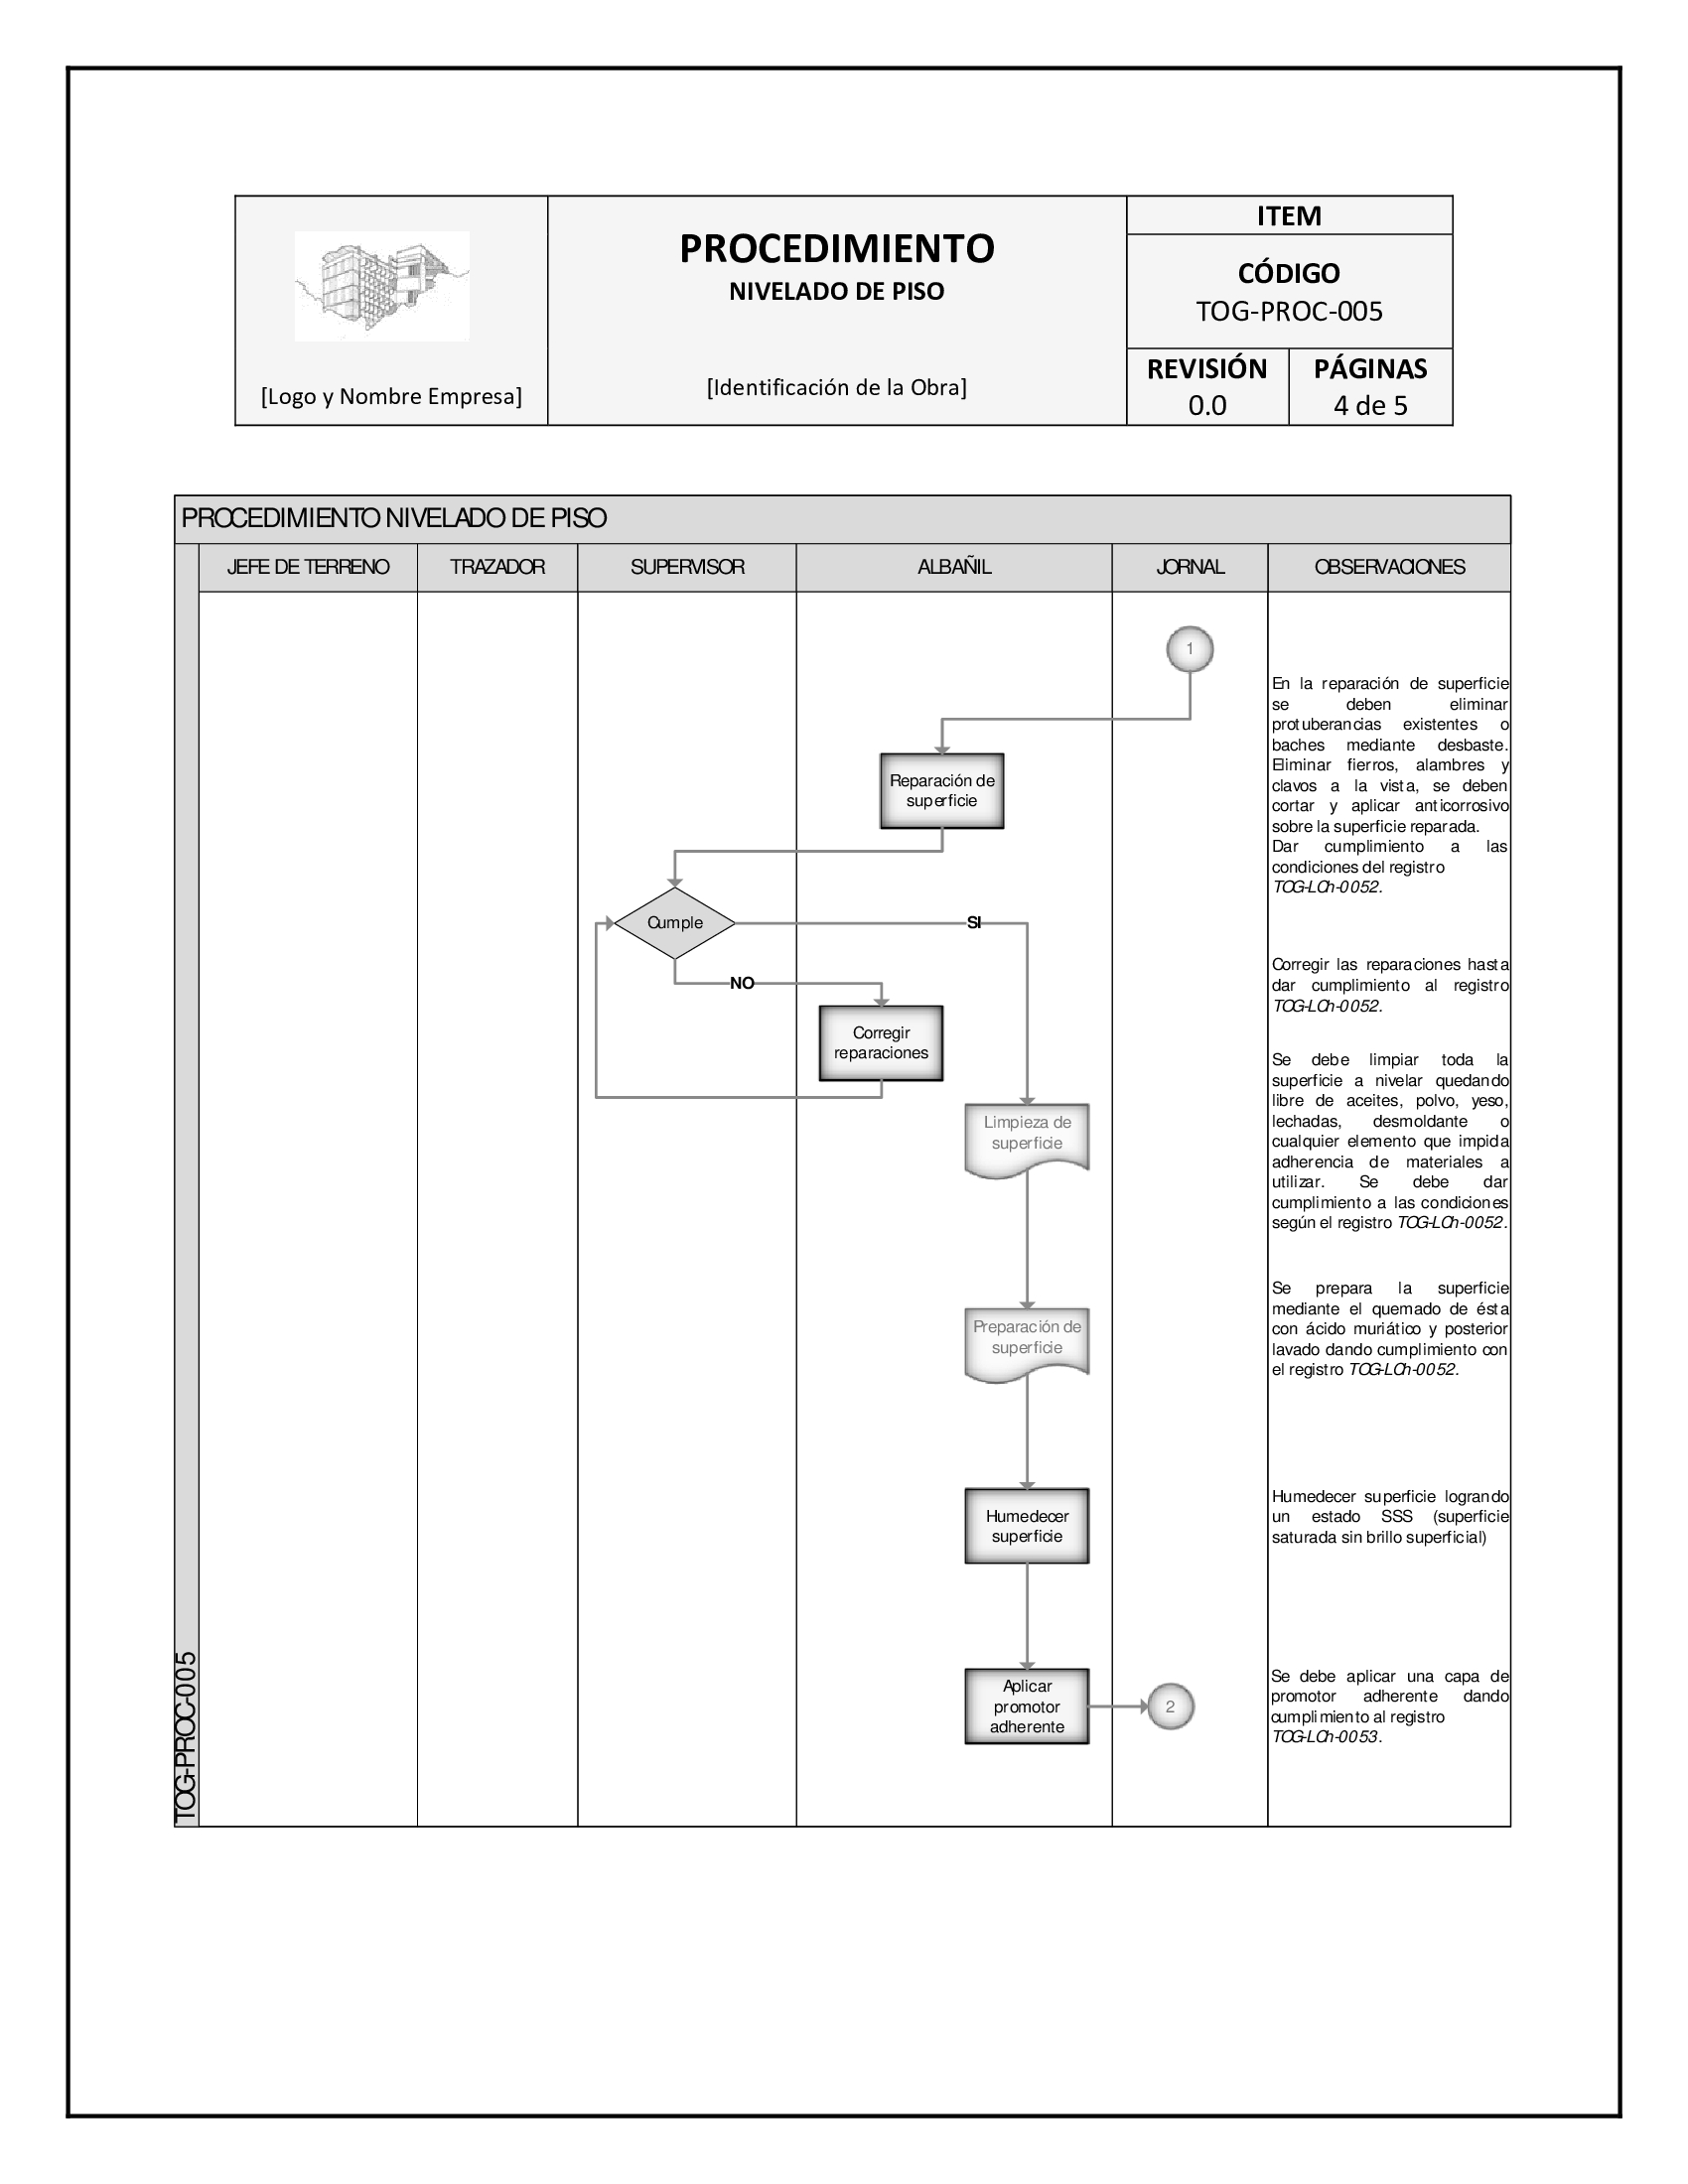 [Logo y Nombre Empresa]
PROCEDIMIENTO
NIVELADO DE PISO
[Identificación de la Obra]
ITEM
CÓDIGO
TOG-PROC-005
REVISIÓN
0.0
PÁGINAS
4 de 5
PROCEDIMIENTO NIVELADO DE PISO
JEFE DE TERRENO
TRAZADOR
SUPERVISOR
ALBAÑIL
JORNAL
OBSERVACIONES
TOG-PROC-005
1
Reparación de
superficie
En la reparación de superficie
se deben eliminar
protuberancias existentes o
baches mediante desbaste.
Eliminar fierros, alambres y
clavos a la vista, se deben
cortar y aplicar anticorrosivo
sobre la superficie reparada.
Dar cumplimiento a las
condiciones del registro
TOG-LCh-0052.
Cumple
SI
NO
Corregir
reparaciones
Corregir las reparaciones hasta
dar cumplimiento al registro
TOG-LCh-0052.
Limpieza de
superficie
Se debe limpiar toda la
superficie a nivelar quedando
libre de aceites, polvo, yeso,
lechadas, desmoldante o
cualquier elemento que impida
adherencia de materiales a
utilizar. Se debe dar
cumplimiento a las condiciones
según el registro TOG-LCh-0052.
Preparación de
superficie
Se prepara la superficie
mediante el quemado de ésta
con ácido muriático y posterior
lavado dando cumplimiento con
el registro TOG-LCh-0052.
Humedecer
superficie
Humedecer superficie logrando
un estado SSS (superficie
saturada sin brillo superficial)
Aplicar
promotor
adherente
2
Se debe aplicar una capa de
promotor adherente dando
cumplimiento al registro
TOG-LCh-0053.